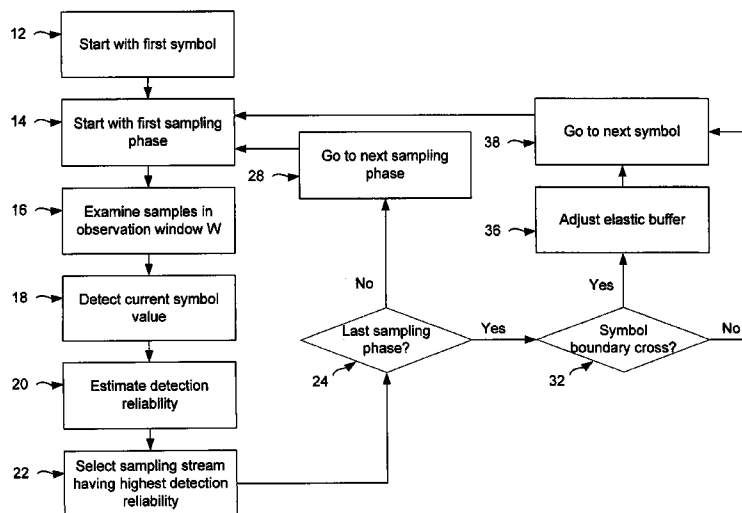 12
Start with first symbol
14
Start with first sampling
phase
Go to next symbol
38
Go to next sampling
phase
28
16
Examine samples in
observation window W
Adjust elastic buffer
36
18
Detect current symbol
value
No
Yes
Last sampling
phase?
Yes
Symbol
boundary cross?
No
24
32
20
Estimate detection
reliability
22
Select sampling stream
having highest detection
reliability